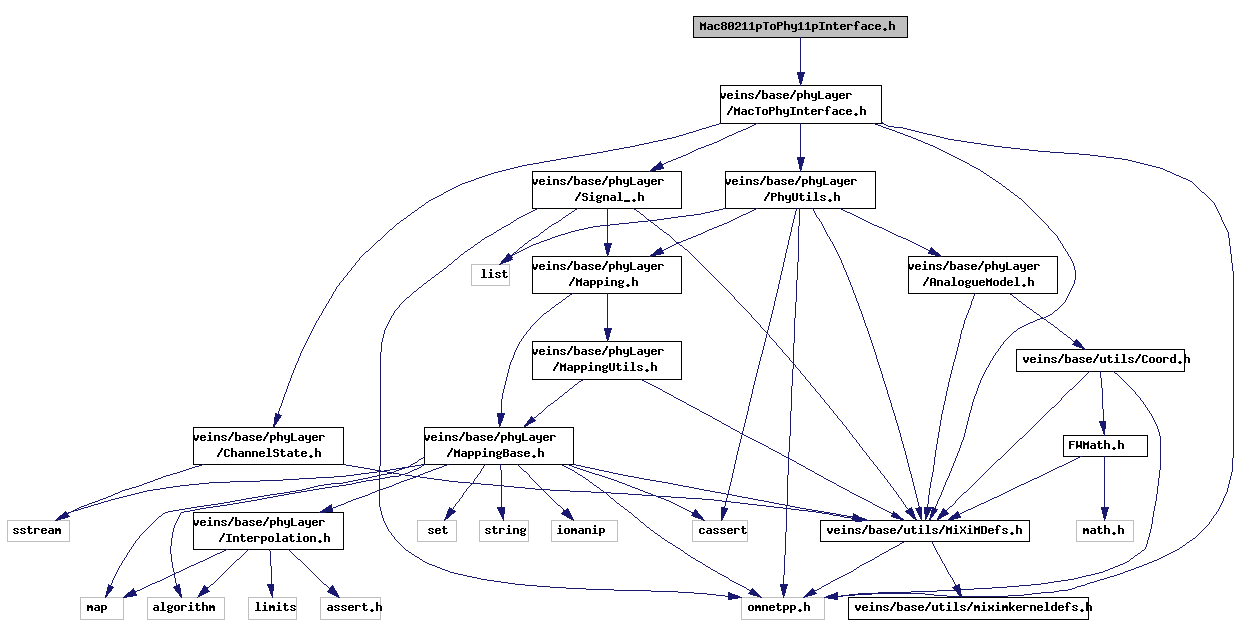 Mac80211pToPhy11pInterface.h
veins/base/phyLayer
/MacToPhyInterface.h
veins/base/phyLayer
/Signal_.h
veins/base/phyLayer
/PhyUtils.h
list
veins/base/phyLayer
/Mapping.h
veins/base/phyLayer
/AnalogueModel.h
veins/base/phyLayer
/MappingUtils.h
veins/base/utils/Coord.h
veins/base/phyLayer
/ChannelState.h
veins/base/phyLayer
/MappingBase.h
FWMath.h
sstream
veins/base/phyLayer
/Interpolation.h
set
string
iomanip
cassert
veins/base/utils/MiXiMDefs.h
math.h
map
algorithm
limits
assert.h
omnetpp.h
veins/base/utils/miximkerneldefs.h